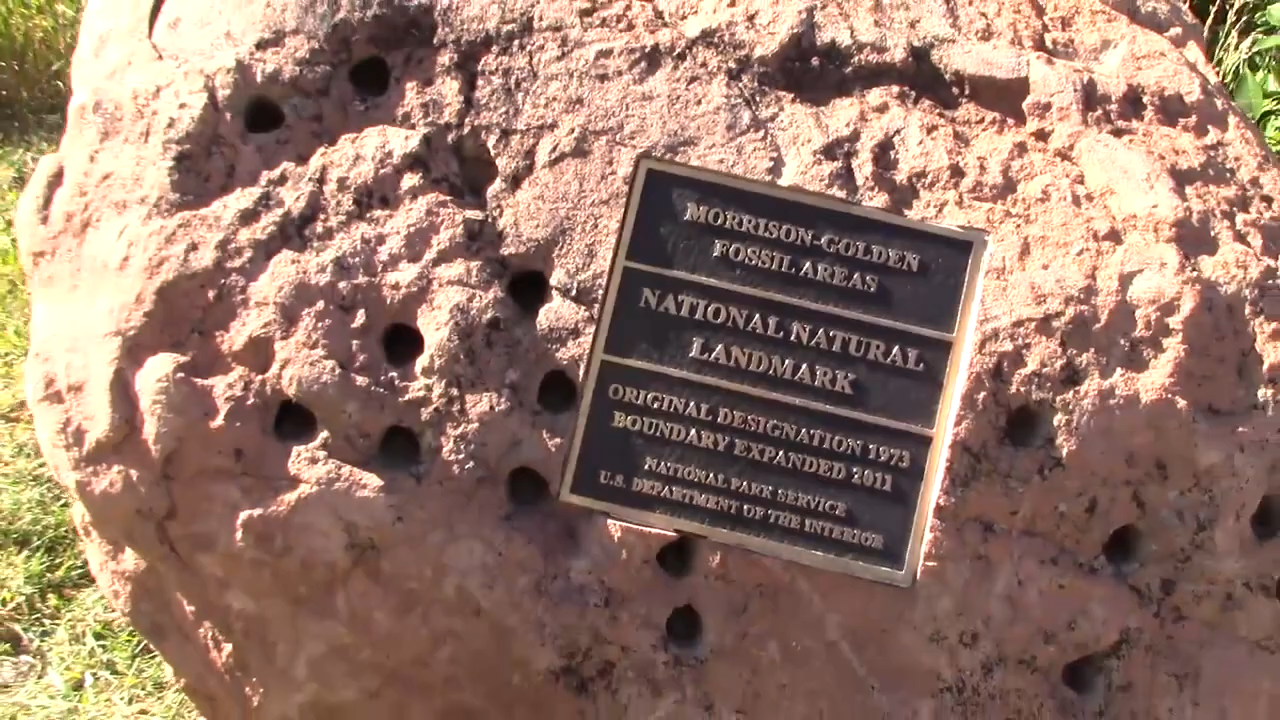 MORRISON-GOLDEN
FOSSIL AREAS
NATIONAL NATURAL
LANDMARK
ORIGINAL DESIGNATION 1973
BOUNDARY EXPANDED 2011
NATIONAL PARK SERVICE
U.S. DEPARTMENT OF THE INTERIOR